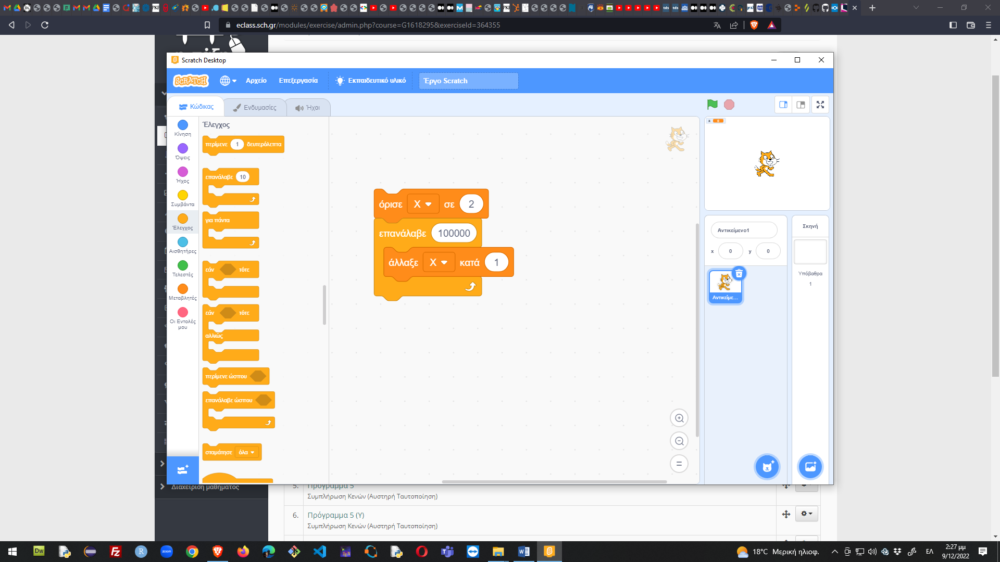 eclass.sch.gr/modules/exercise/admin.php?course=G1618295&exerciseId=364355
Scratch Desktop
SCRATCH
Αρχείο
Επεξεργασία
Εκπαιδευτικό υλικό
Έργο Scratch
Κώδικας
Ενδυμασίες
Ήχοι
Κίνηση
Όψεις
Ήχος
Συμβάντα
Έλεγχος
Αισθητήρες
Τελεστές
Μεταβλητές
Οι Εντολές
μου
Έλεγχος
περίμενε 1 δευτερόλεπτα
επανάλαβε 10
για πάντα
εάν τότε
εάν τότε
αλλιώς
περίμενε ώσπου
επανάλαβε ώσπου
σταμάτησε όλα
όρισε X σε 2
επανάλαβε 100000
άλλαξε X κατά 1
Αντικείμενο1
x 0 y 0
Αντικείμε...
Σκηνή
Υπόβαθρα
1
Διαχείριση μαθήματος
5. Πρόγραμμα 5
Συμπλήρωση Κενών (Αυστηρή Ταυτοποίηση)
6. Πρόγραμμα 5 (Υ)
Συμπλήρωση Κενών (Αυστηρή Ταυτοποίηση)
18°C Μερική ηλιοφ.
ΕΛ
2:27 μμ
9/12/2022